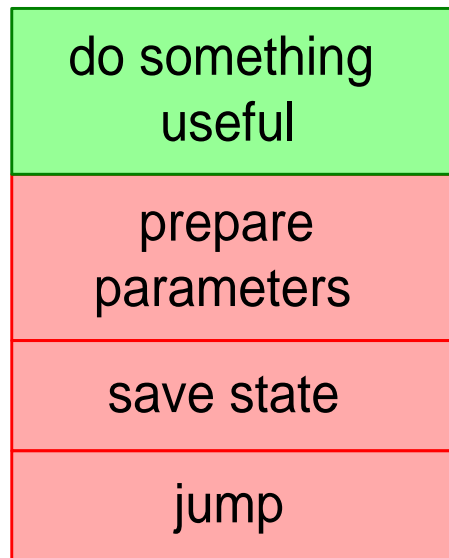 do something
useful
prepare
parameters
save state
jump